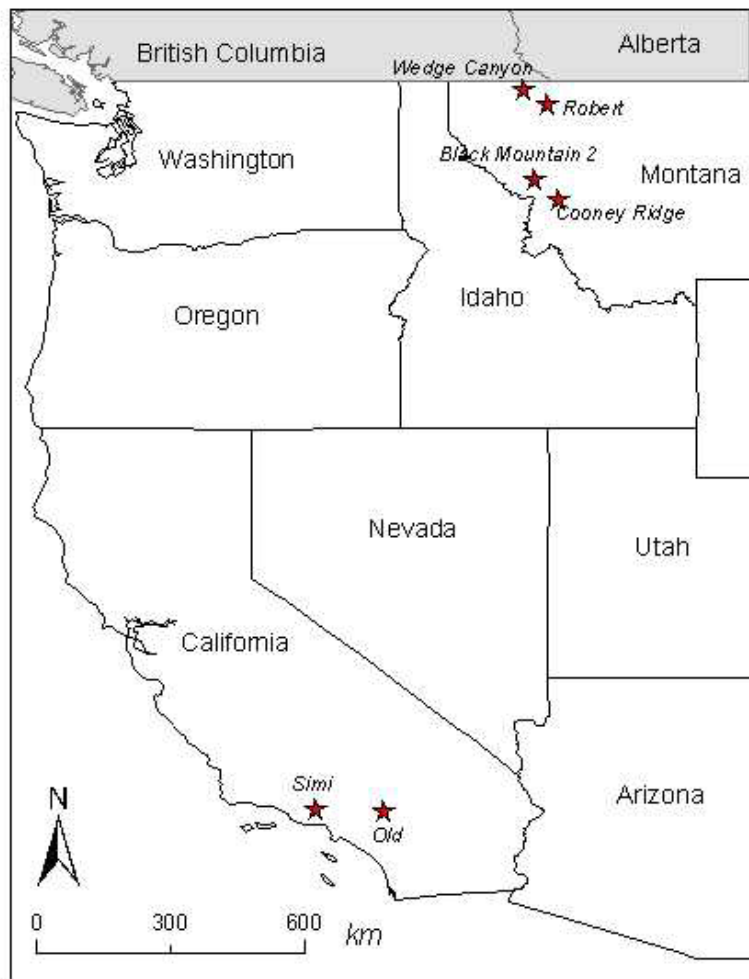 British Columbia
Alberta
Wedge Canyon
Robert
Washington
Black Mountain 2
Montana
Cooney Ridge
Idaho
Oregon
Nevada
Utah
California
Simi
Old
Arizona
N
0 300 600 km